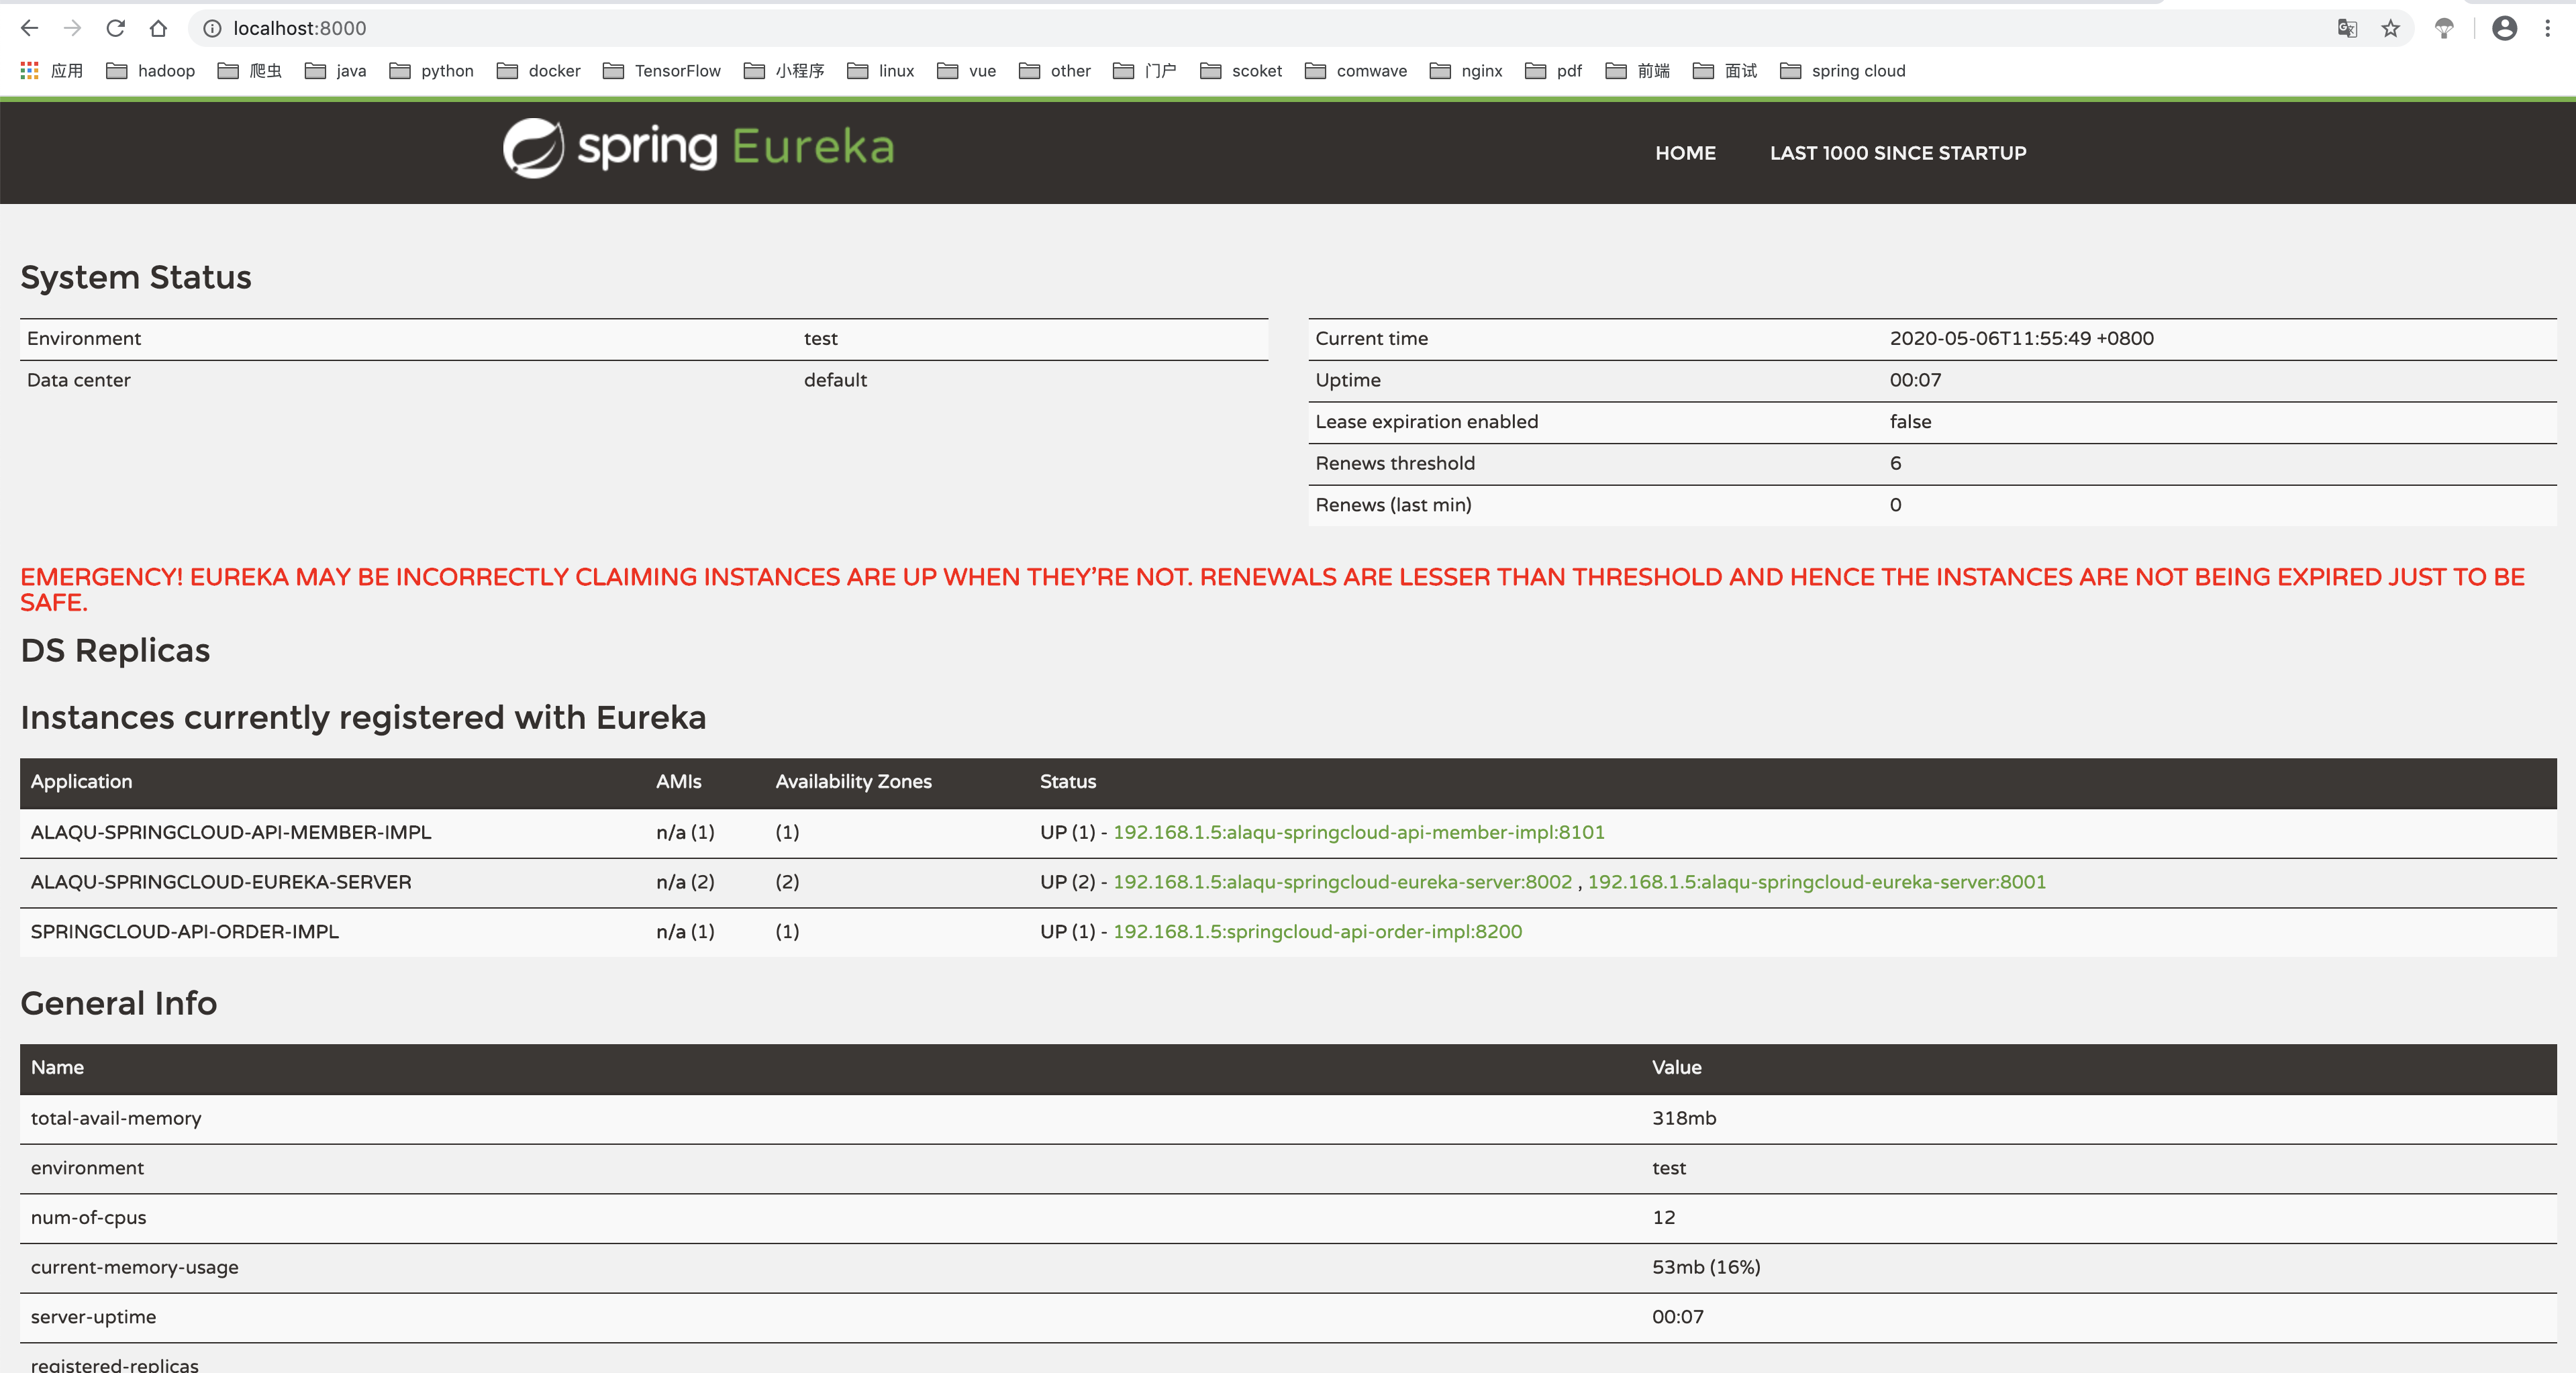 localhost:8000
应用 hadoop 爬虫 java python docker TensorFlow 小程序 linux vue other 门户 scoket comwave nginx pdf 前端 面试 spring cloud
spring Eureka HOME LAST 1000 SINCE STARTUP
System Status
Environment test
Data center default
Current time 2020-05-06T11:55:49 +0800
Uptime 00:07
Lease expiration enabled false
Renews threshold 6
Renews (last min) 0
EMERGENCY! EUREKA MAY BE INCORRECTLY CLAIMING INSTANCES ARE UP WHEN THEY'RE NOT. RENEWALS ARE LESSER THAN THRESHOLD AND HENCE THE INSTANCES ARE NOT BEING EXPIRED JUST TO BE
SAFE.
DS Replicas
Instances currently registered with Eureka
Application AMIs Availability Zones Status
ALAQU-SPRINGCLOUD-API-MEMBER-IMPL n/a (1) (1) UP (1) - 192.168.1.5:alaqu-springcloud-api-member-impl:8101
ALAQU-SPRINGCLOUD-EUREKA-SERVER n/a (2) (2) UP (2) - 192.168.1.5:alaqu-springcloud-eureka-server:8002 , 192.168.1.5:alaqu-springcloud-eureka-server:8001
SPRINGCLOUD-API-ORDER-IMPL n/a (1) (1) UP (1) - 192.168.1.5:springcloud-api-order-impl:8200
General Info
Name Value
total-avail-memory 318mb
environment test
num-of-cpus 12
current-memory-usage 53mb (16%)
server-uptime 00:07
registered-replicas